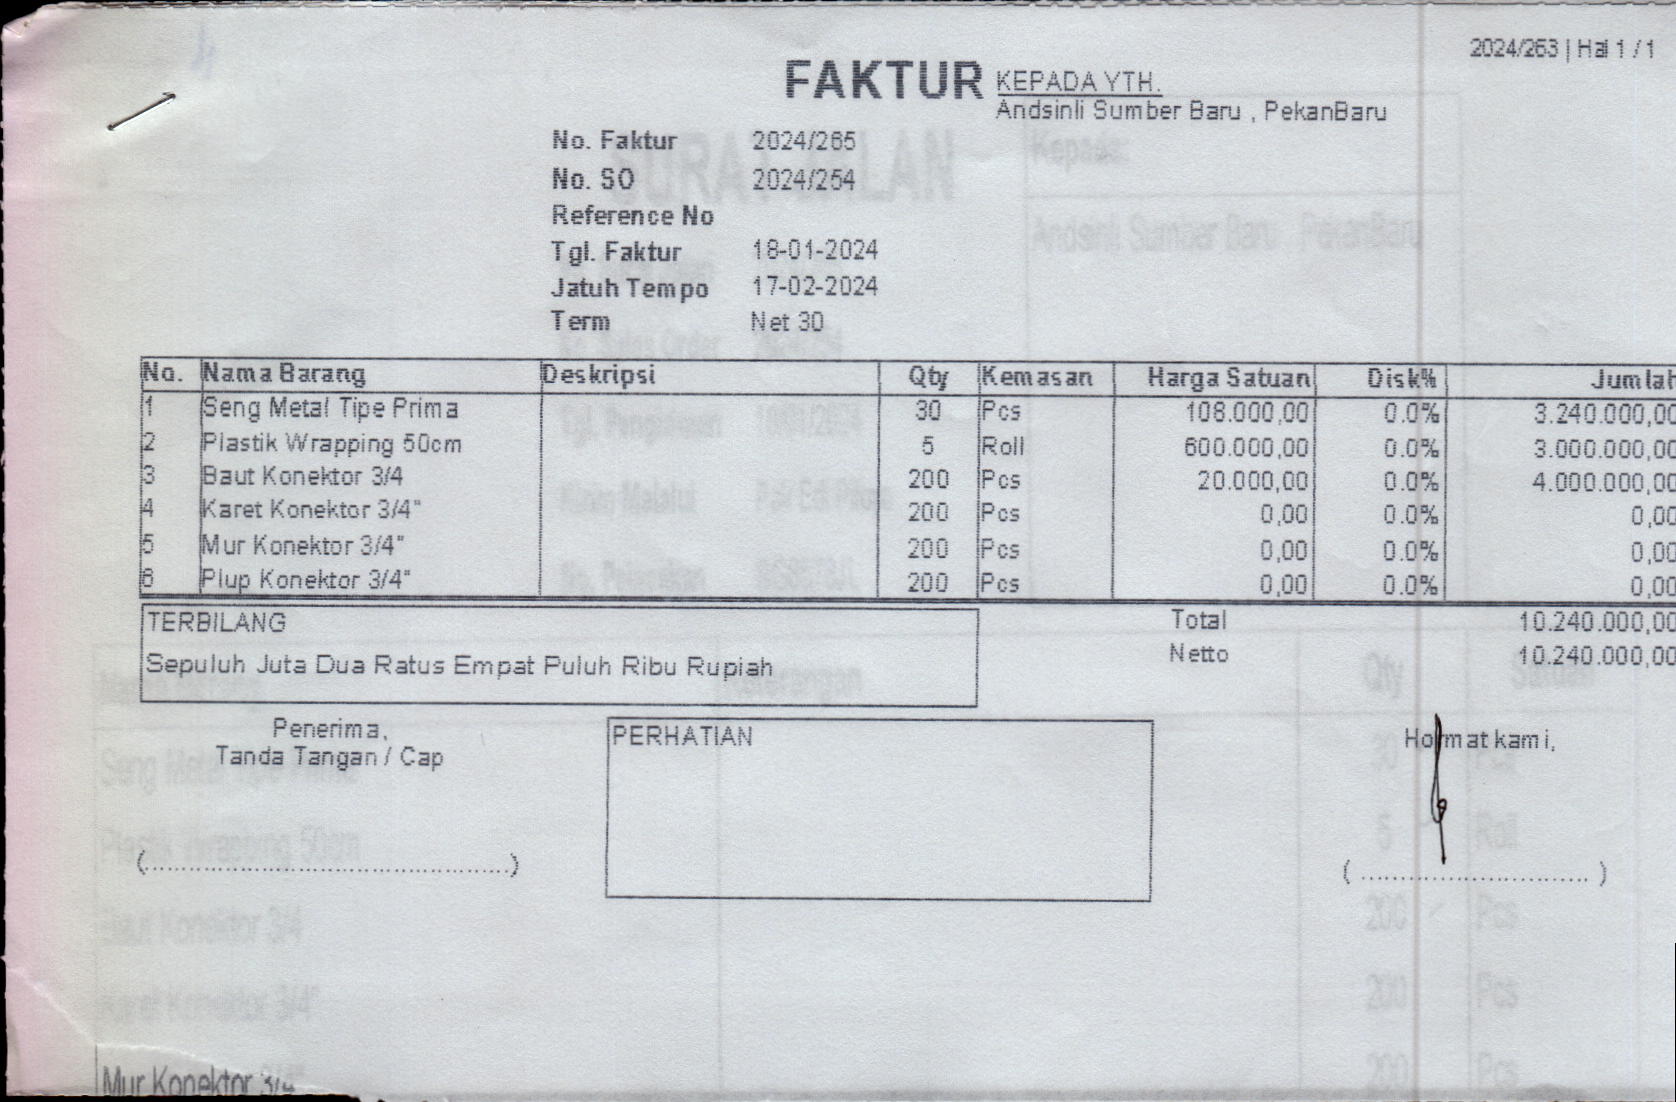 2024/263 | Hal 1 / 1
FAKTUR
KEPADA YTH.
Andsinli Sumber Baru , PekanBaru
No. Faktur 2024/265
No. SO 2024/254
Reference No
Tgl. Faktur 18-01-2024
Jatuh Tempo 17-02-2024
Term Net 30
No. Nama Barang Deskripsi Qty Kemasan Harga Satuan Disk% Jumlah
1 Seng Metal Tipe Prima 30 Pcs 108.000,00 0.0% 3.240.000,00
2 Plastik Wrapping 50cm 5 Roll 600.000,00 0.0% 3.000.000,00
3 Baut Konektor 3/4 200 Pcs 20.000,00 0.0% 4.000.000,00
4 Karet Konektor 3/4" 200 Pcs 0,00 0.0% 0,00
5 Mur Konektor 3/4" 200 Pcs 0,00 0.0% 0,00
6 Plup Konektor 3/4" 200 Pcs 0,00 0.0% 0,00
TERBILANG
Sepuluh Juta Dua Ratus Empat Puluh Ribu Rupiah
Total 10.240.000,00
Netto 10.240.000,00
Penerima,
Tanda Tangan / Cap
PERHATIAN
Hormat kami,
(................................................)
( ............................. )
Mur Konektor 3/4"